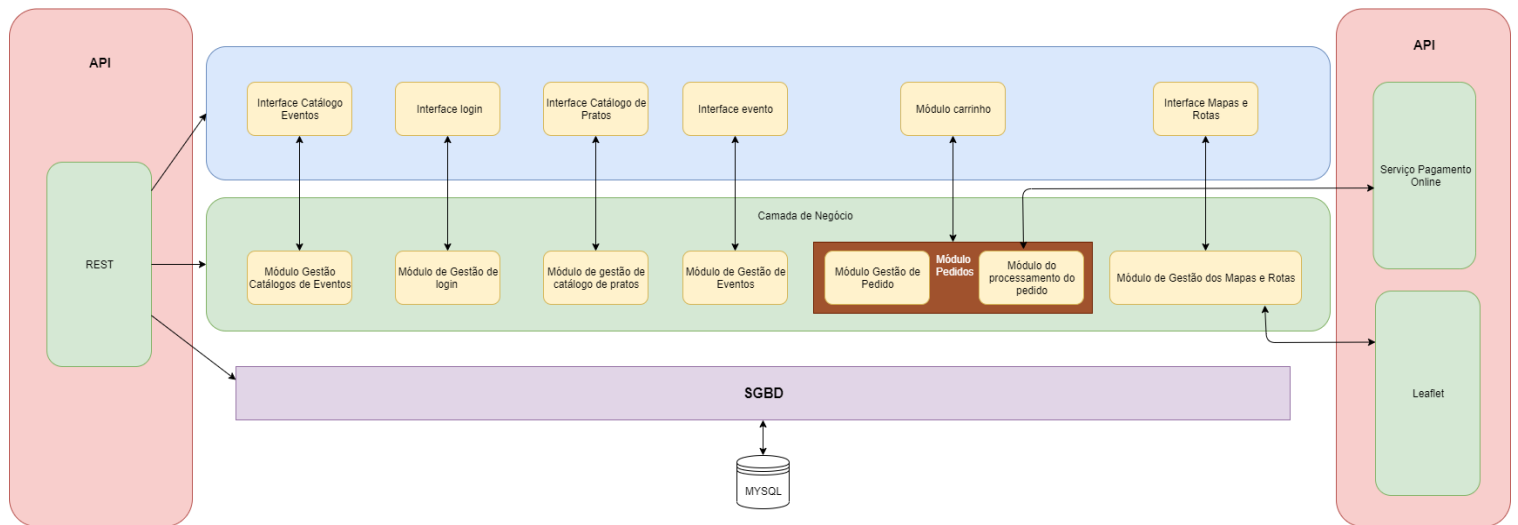 API
REST
Interface Catálogo
Eventos
Interface login
Interface Catálogo de
Pratos
Interface evento
Módulo carrinho
Interface Mapas e
Rotas
Camada de Negócio
Módulo Gestão
Catálogos de Eventos
Módulo de Gestão de
login
Módulo de gestão de
catálogo de pratos
Módulo de Gestão de
Eventos
Módulo Gestão de
Pedido
Módulo
Pedidos
Módulo do
processamento do
pedido
Módulo de Gestão dos Mapas e Rotas
SGBD
MYSQL
API
Serviço Pagamento
Online
Leaflet